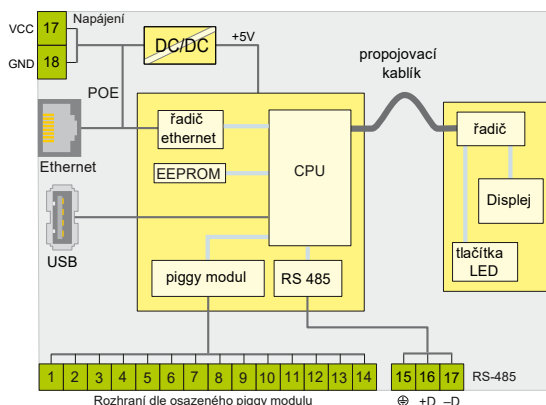 VCC 17 Napájení
GND 18
DC/DC
+5V
POE
propojovací
kablík
Ethernet
řadič
ethernet
EEPROM
CPU
řadič
Displej
tlačítka
LED
USB
piggy modul
RS 485
1 2 3 4 5 6 7 8 9 10 11 12 13 14
15 16 17 RS-485
Rozhraní dle osazeného piggy modulu
+D –D